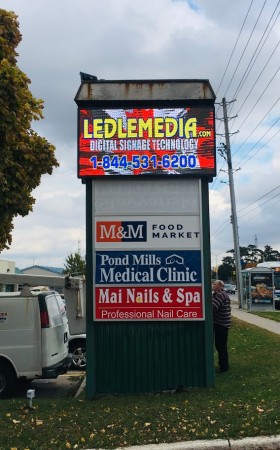 LEDLEMEDIA.COM
DIGITAL SIGNAGE TECHNOLOGY
1-844-531-6200
M&M FOOD MARKET
Pond Mills
Medical Clinic
Mai Nails & Spa
Professional Nail Care